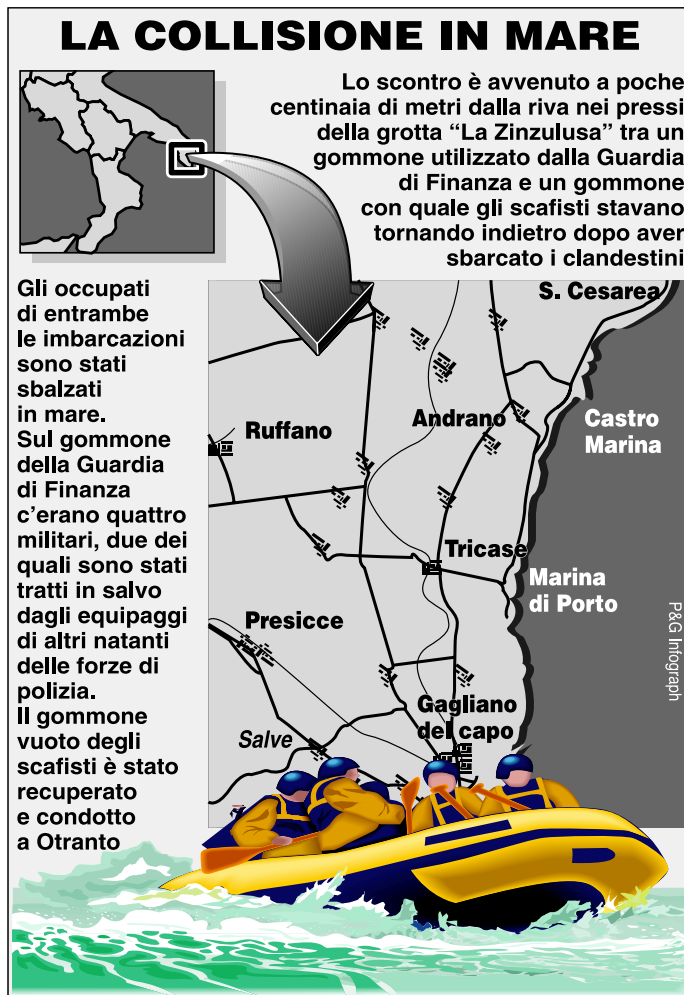 LA COLLISIONE IN MARE
Lo scontro è avvenuto a poche
centinaia di metri dalla riva nei pressi
della grotta “La Zinzulusa” tra un
gommone utilizzato dalla Guardia
di Finanza e un gommone
con quale gli scafisti stavano
tornando indietro dopo aver
sbarcato i clandestini
Gli occupati
di entrambe
le imbarcazioni
sono stati
sbalzati
in mare.
Sul gommone
della Guardia
di Finanza
c’erano quattro
militari, due dei
quali sono stati
tratti in salvo
dagli equipaggi
di altri natanti
delle forze di
polizia.
Il gommone
vuoto degli
scafisti è stato
recuperato
e condotto
a Otranto
S. Cesarea
Ruffano
Andrano
Castro
Marina
Tricase
Marina
di Porto
Presicce
Gagliano
del capo
Salve
P&G Infograph